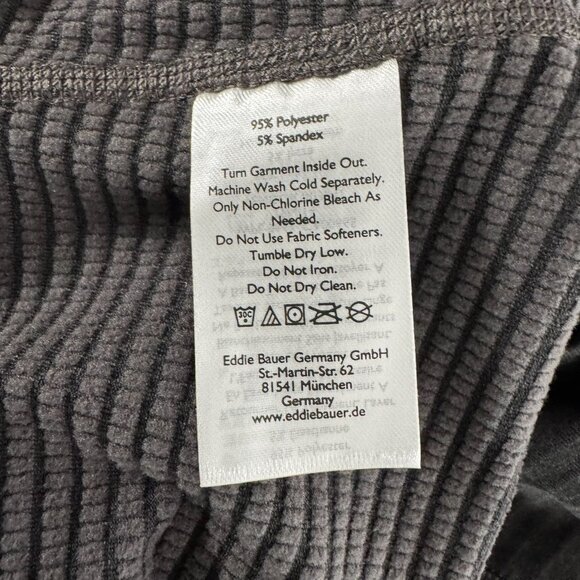 95% Polyester
5% Spandex
Turn Garment Inside Out.
Machine Wash Cold Separately.
Only Non-Chlorine Bleach As
Needed.
Do Not Use Fabric Softeners.
Tumble Dry Low.
Do Not Iron.
Do Not Dry Clean.
30C
Eddie Bauer Germany GmbH
St.-Martin-Str. 62
81541 München
Germany
www.eddiebauer.de